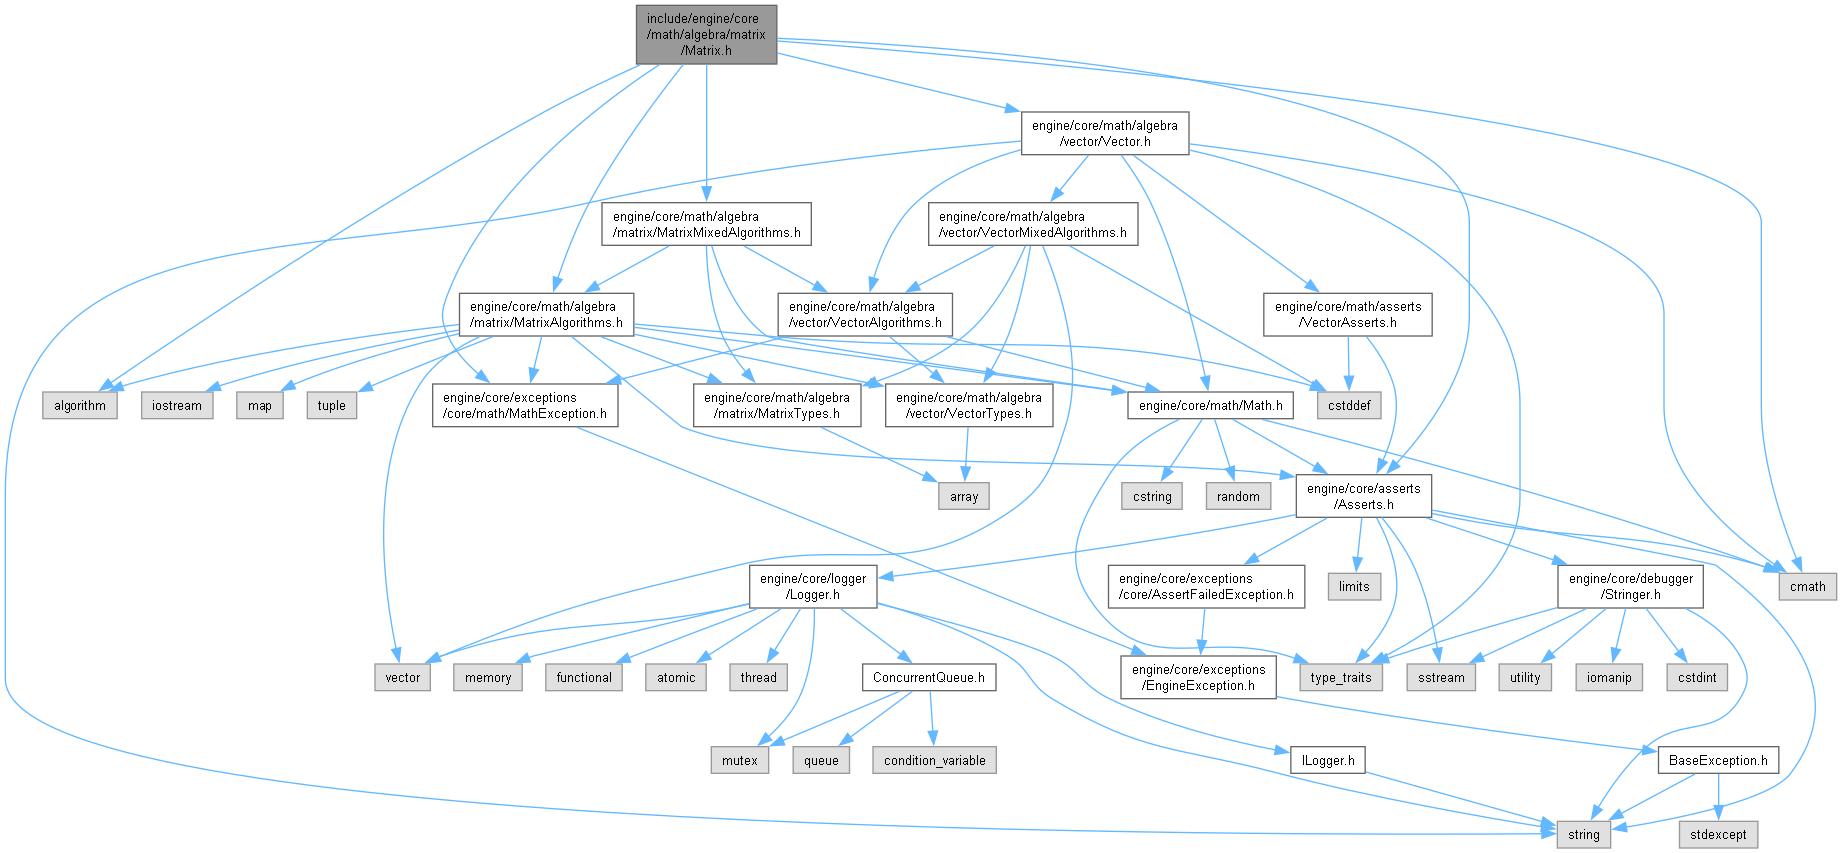 include/engine/core
/math/algebra/matrix
/Matrix.h
engine/core/math/algebra
/vector/Vector.h
engine/core/math/algebra
/matrix/MatrixMixedAlgorithms.h
engine/core/math/algebra
/vector/VectorMixedAlgorithms.h
engine/core/math/algebra
/matrix/MatrixAlgorithms.h
engine/core/math/algebra
/vector/VectorAlgorithms.h
engine/core/math/asserts
/VectorAsserts.h
algorithm
iostream
map
tuple
engine/core/exceptions
/core/math/MathException.h
engine/core/math/algebra
/matrix/MatrixTypes.h
engine/core/math/algebra
/vector/VectorTypes.h
engine/core/math/Math.h
cstddef
array
cstring
random
engine/core/asserts
/Asserts.h
engine/core/logger
/Logger.h
engine/core/exceptions
/core/AssertFailedException.h
limits
engine/core/debugger
/Stringer.h
cmath
vector
memory
functional
atomic
thread
ConcurrentQueue.h
engine/core/exceptions
/EngineException.h
type_traits
sstream
utility
iomanip
cstdint
mutex
queue
condition_variable
ILogger.h
BaseException.h
string
stdexcept